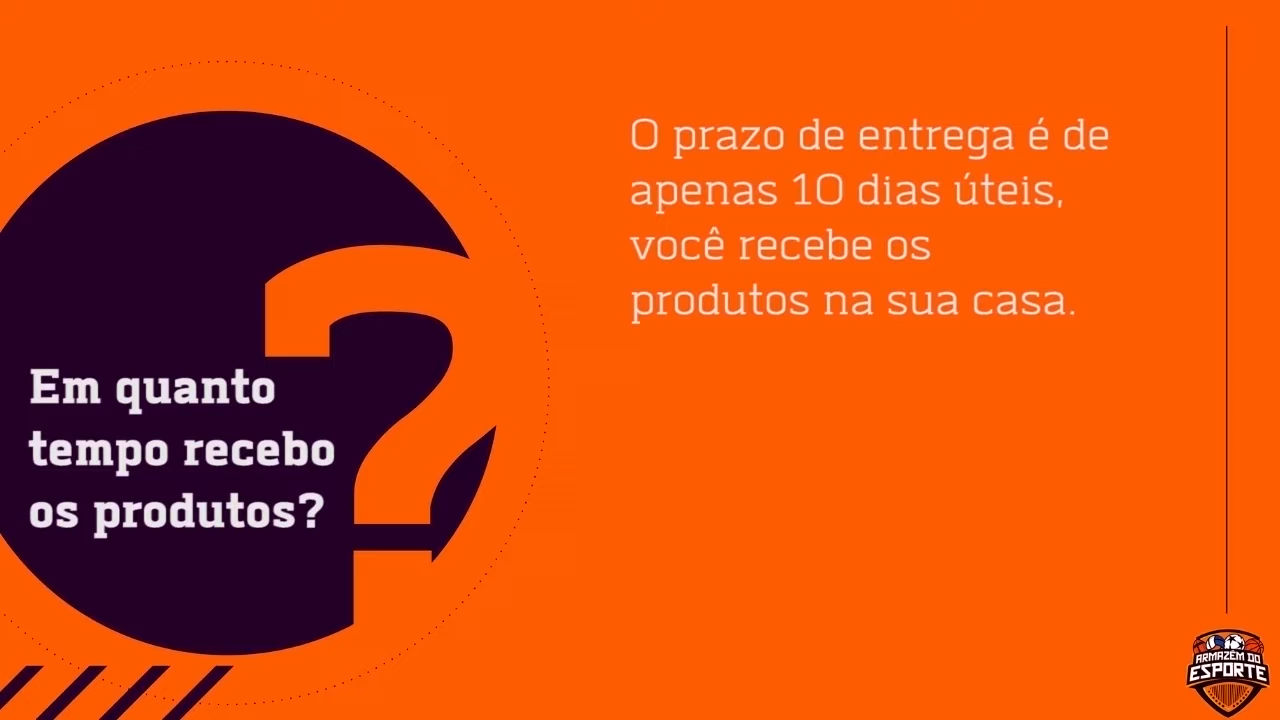 Em quanto
tempo recebo
os produtos?
O prazo de entrega é de
apenas 10 dias úteis,
você recebe os
produtos na sua casa.
ARMAZÉM DO
ESPORTE